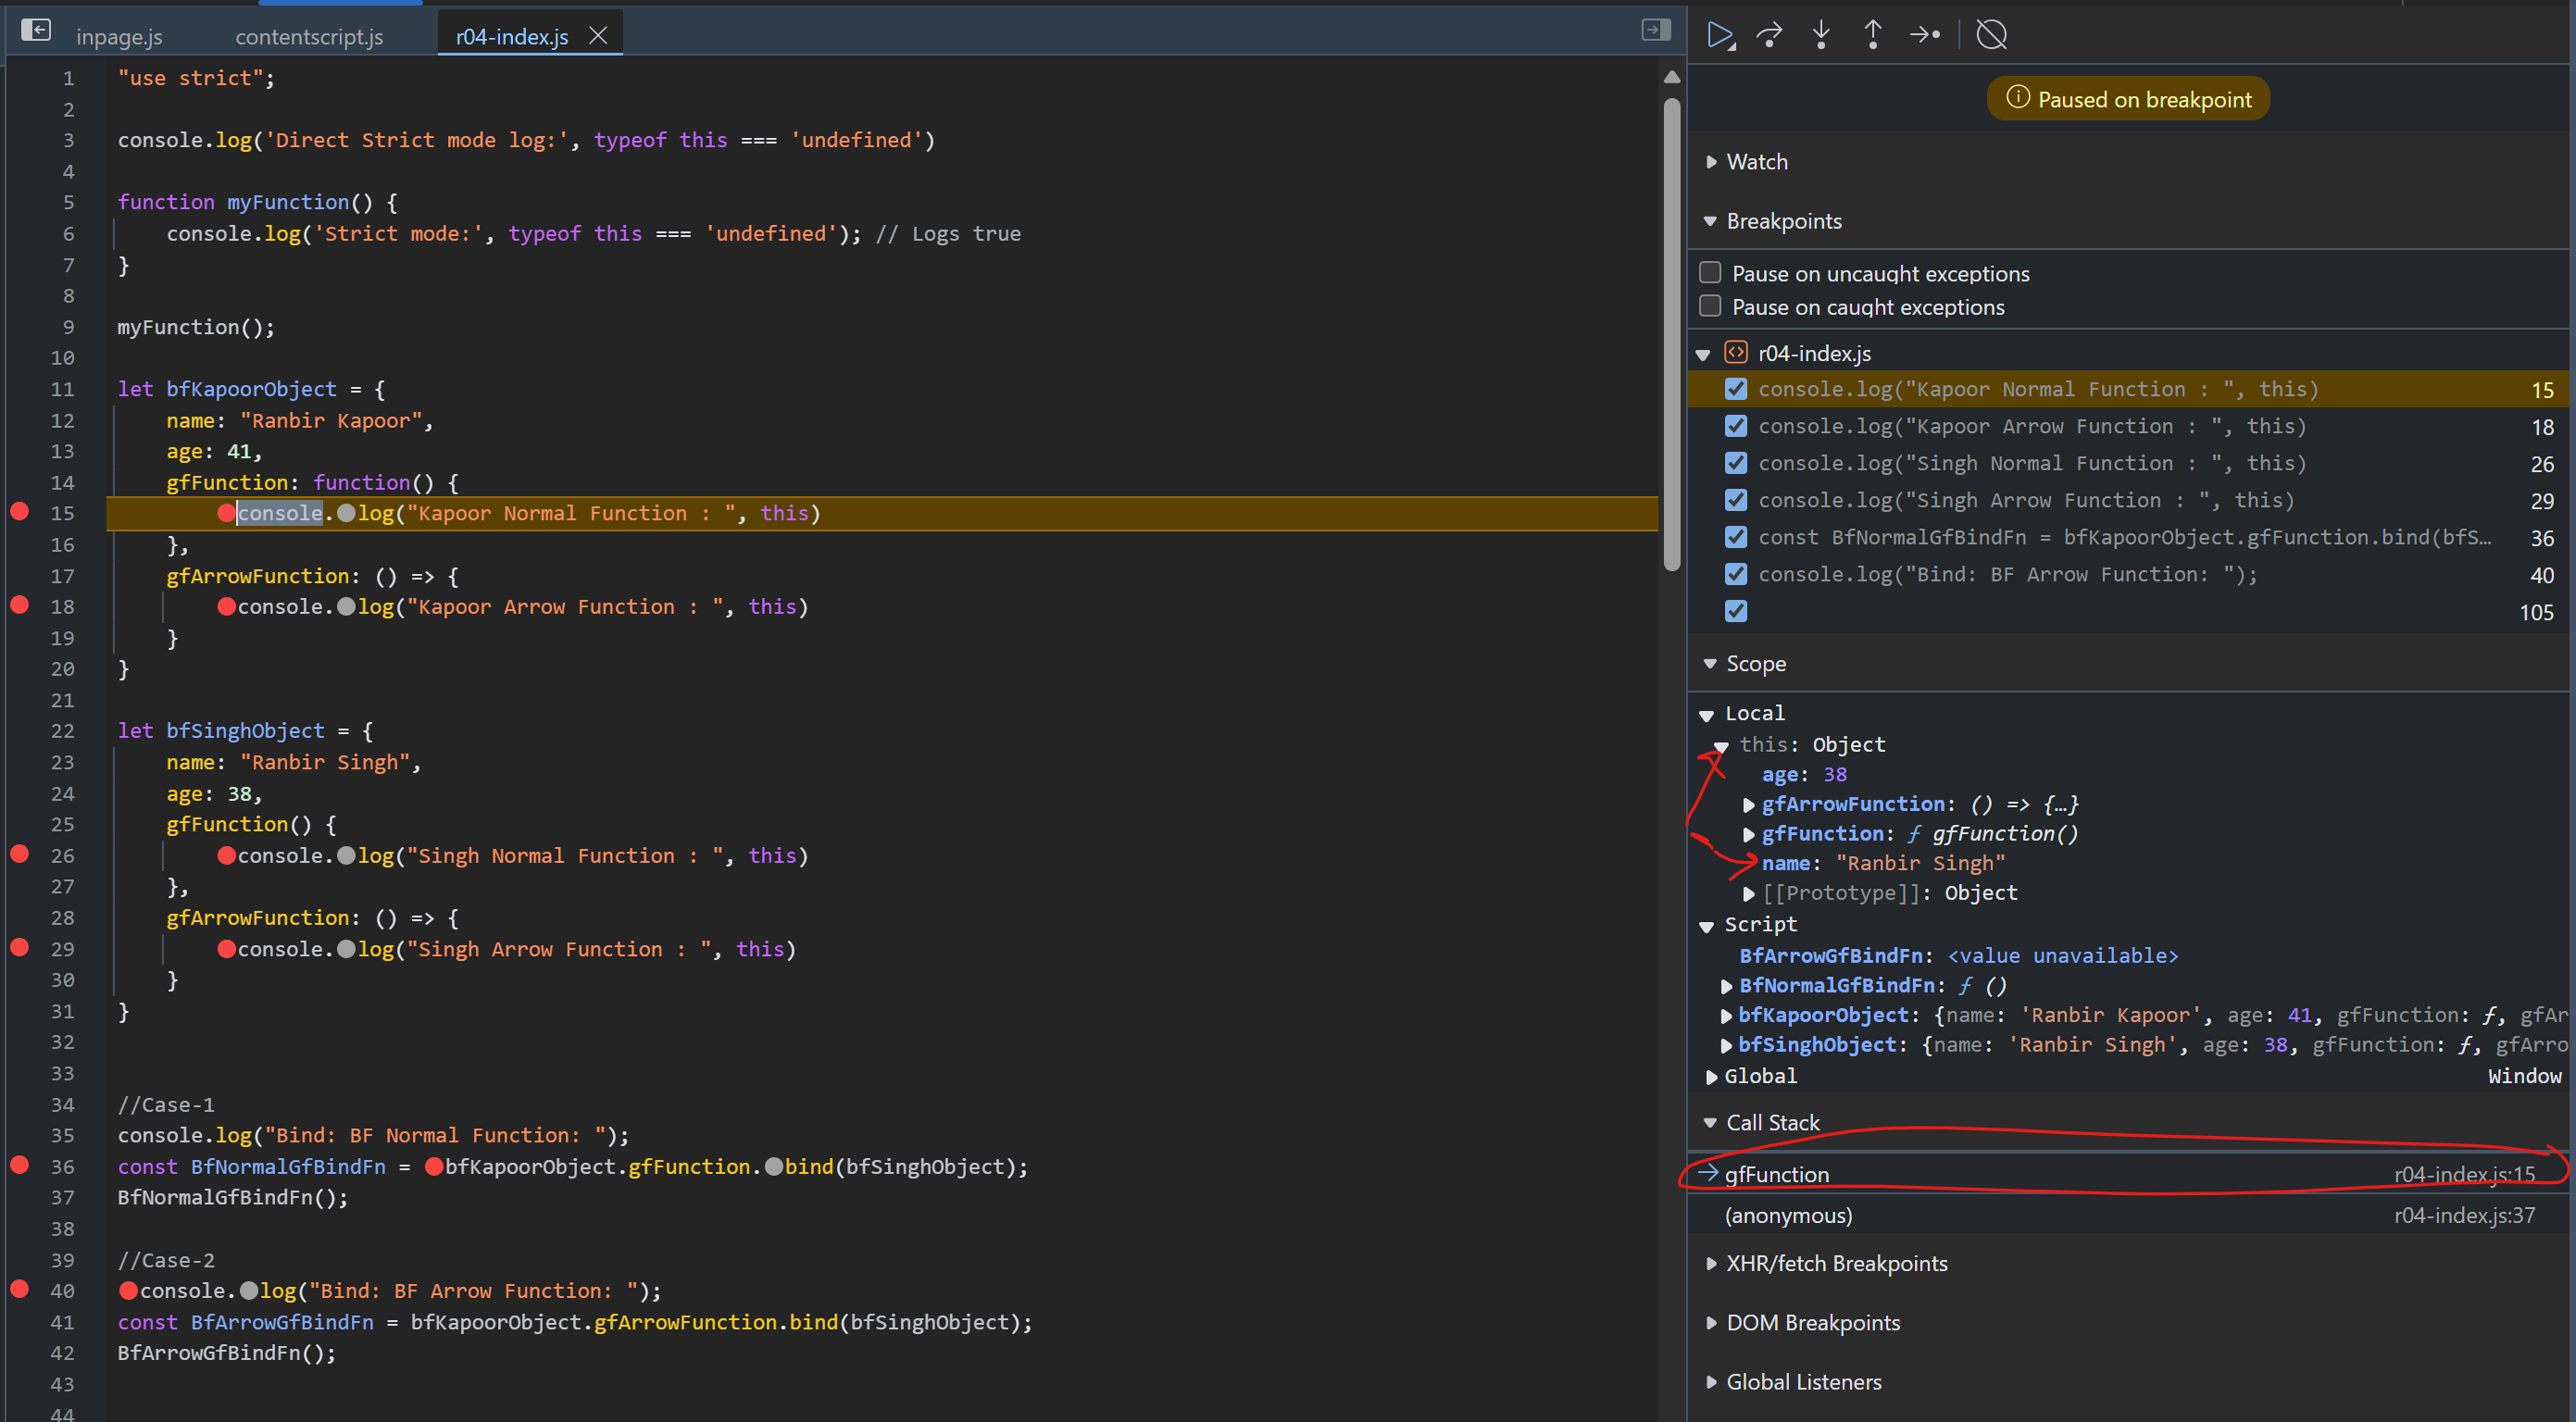 inpage.js contentscript.js r04-index.js
1 "use strict";
2
3 console.log('Direct Strict mode log:', typeof this === 'undefined')
4
5 function myFunction() {
6 console.log('Strict mode:', typeof this === 'undefined'); // Logs true
7 }
8
9 myFunction();
10
11 let bfKapoorObject = {
12 name: "Ranbir Kapoor",
13 age: 41,
14 gfFunction: function() {
15 console.log("Kapoor Normal Function : ", this)
16 },
17 gfArrowFunction: () => {
18 console.log("Kapoor Arrow Function : ", this)
19 }
20 }
21
22 let bfSinghObject = {
23 name: "Ranbir Singh",
24 age: 38,
25 gfFunction() {
26 console.log("Singh Normal Function : ", this)
27 },
28 gfArrowFunction: () => {
29 console.log("Singh Arrow Function : ", this)
30 }
31 }
32
33
34 //Case-1
35 console.log("Bind: BF Normal Function: ");
36 const BfNormalGfBindFn = bfKapoorObject.gfFunction.bind(bfSinghObject);
37 BfNormalGfBindFn();
38
39 //Case-2
40 console.log("Bind: BF Arrow Function: ");
41 const BfArrowGfBindFn = bfKapoorObject.gfArrowFunction.bind(bfSinghObject);
42 BfArrowGfBindFn();
43
44
Paused on breakpoint
Watch
Breakpoints
Pause on uncaught exceptions
Pause on caught exceptions
r04-index.js
console.log("Kapoor Normal Function : ", this) 15
console.log("Kapoor Arrow Function : ", this) 18
console.log("Singh Normal Function : ", this) 26
console.log("Singh Arrow Function : ", this) 29
const BfNormalGfBindFn = bfKapoorObject.gfFunction.bind(bfS… 36
console.log("Bind: BF Arrow Function: "); 40
105
Scope
Local
this: Object
age: 38
gfArrowFunction: () => {…}
gfFunction: ƒ gfFunction()
name: "Ranbir Singh"
[[Prototype]]: Object
Script
BfArrowGfBindFn: <value unavailable>
BfNormalGfBindFn: ƒ ()
bfKapoorObject: {name: 'Ranbir Kapoor', age: 41, gfFunction: ƒ, gfAr
bfSinghObject: {name: 'Ranbir Singh', age: 38, gfFunction: ƒ, gfArro
Global Window
Call Stack
gfFunction r04-index.js:15
(anonymous) r04-index.js:37
XHR/fetch Breakpoints
DOM Breakpoints
Global Listeners